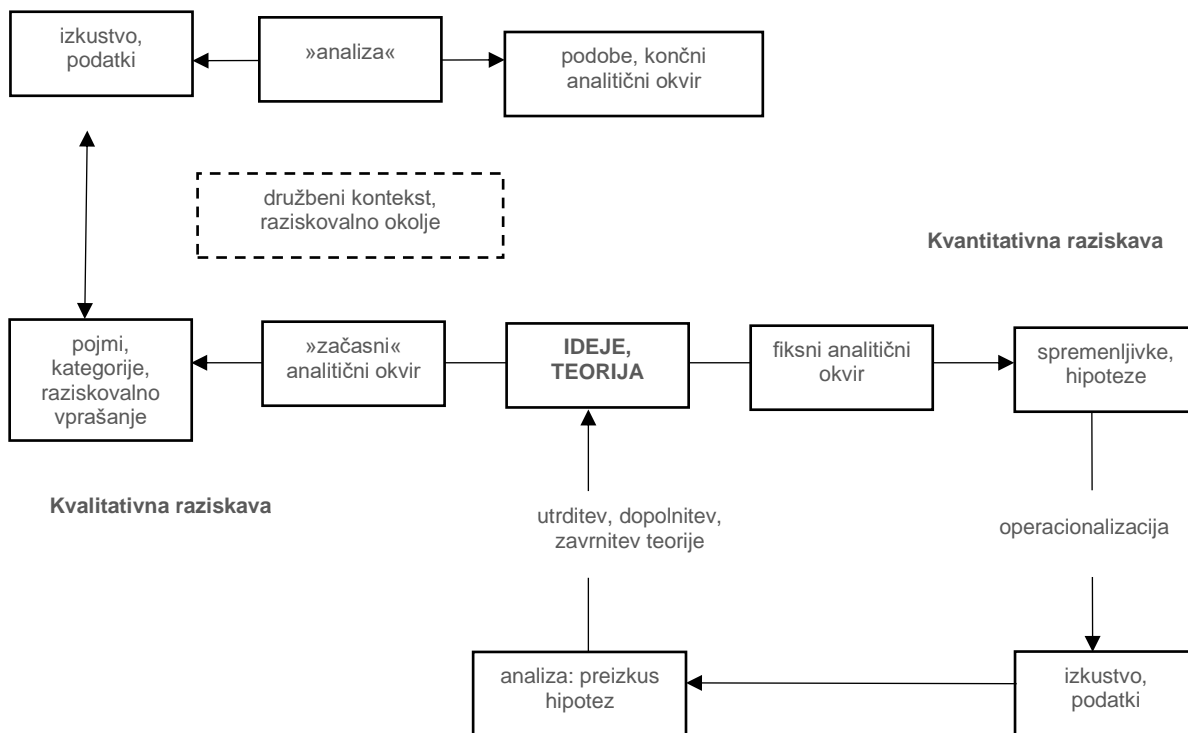 izkustvo,
podatki
»analiza«
podobe, končni
analitični okvir
družbeni kontekst,
raziskovalno okolje
Kvantitativna raziskava
pojmi,
kategorije,
raziskovalno
vprašanje
»začasni«
analitični okvir
IDEJE,
TEORIJA
fiksni analitični
okvir
spremenljivke,
hipoteze
Kvalitativna raziskava
utrditev, dopolnitev,
zavrnitev teorije
operacionalizacija
analiza: preizkus
hipotez
izkustvo,
podatki